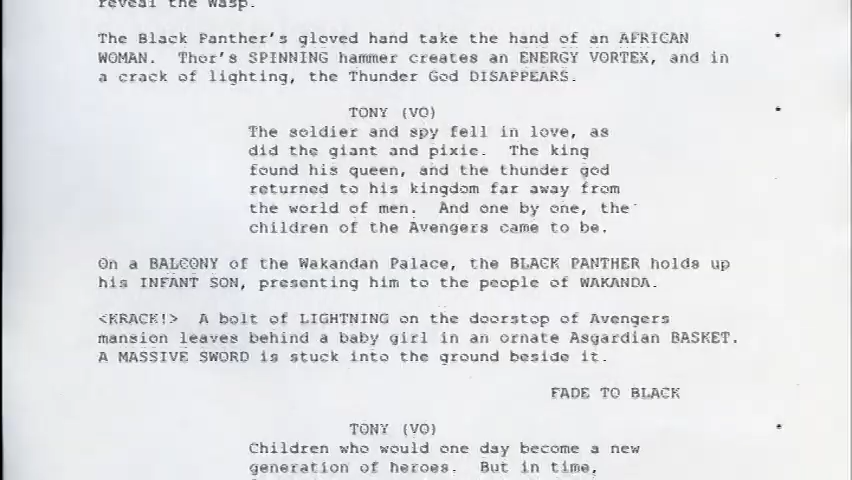 reveal the Wasp.
The Black Panther's gloved hand take the hand of an AFRICAN *
WOMAN. Thor's SPINNING hammer creates an ENERGY VORTEX, and in
a crack of lighting, the Thunder God DISAPPEARS.
TONY (VO) *
The soldier and spy fell in love, as
did the giant and pixie. The king
found his queen, and the thunder god
returned to his kingdom far away from
the world of men. And one by one, the
children of the Avengers came to be.
On a BALCONY of the Wakandan Palace, the BLACK PANTHER holds up
his INFANT SON, presenting him to the people of WAKANDA.
<KRACK!> A bolt of LIGHTNING on the doorstop of Avengers
mansion leaves behind a baby girl in an ornate Asgardian BASKET.
A MASSIVE SWORD is stuck into the ground beside it.
FADE TO BLACK
TONY (VO) *
Children who would one day become a new
generation of heroes. But in time,